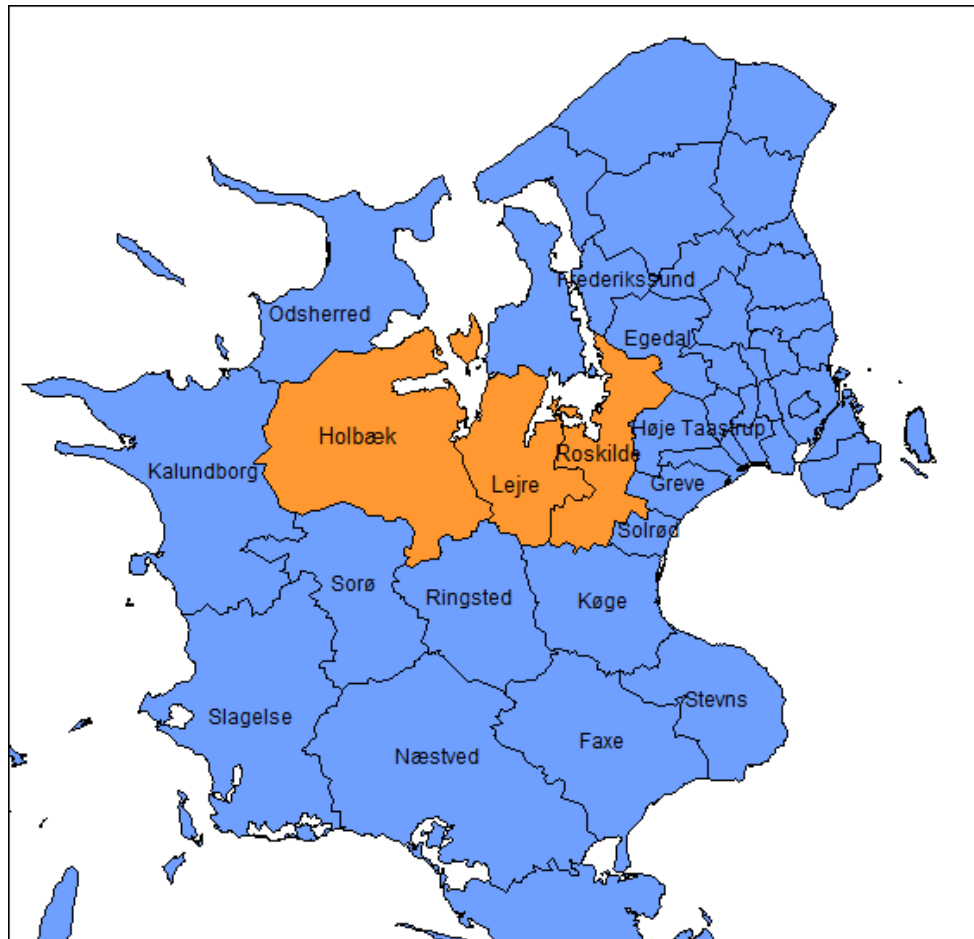 Frederikssund
Odsherred
Egedal
Høje Taastrup
Holbæk
Roskilde
Kalundborg
Lejre
Greve
Solrød
Sorø
Ringsted
Køge
Stevns
Slagelse
Faxe
Næstved